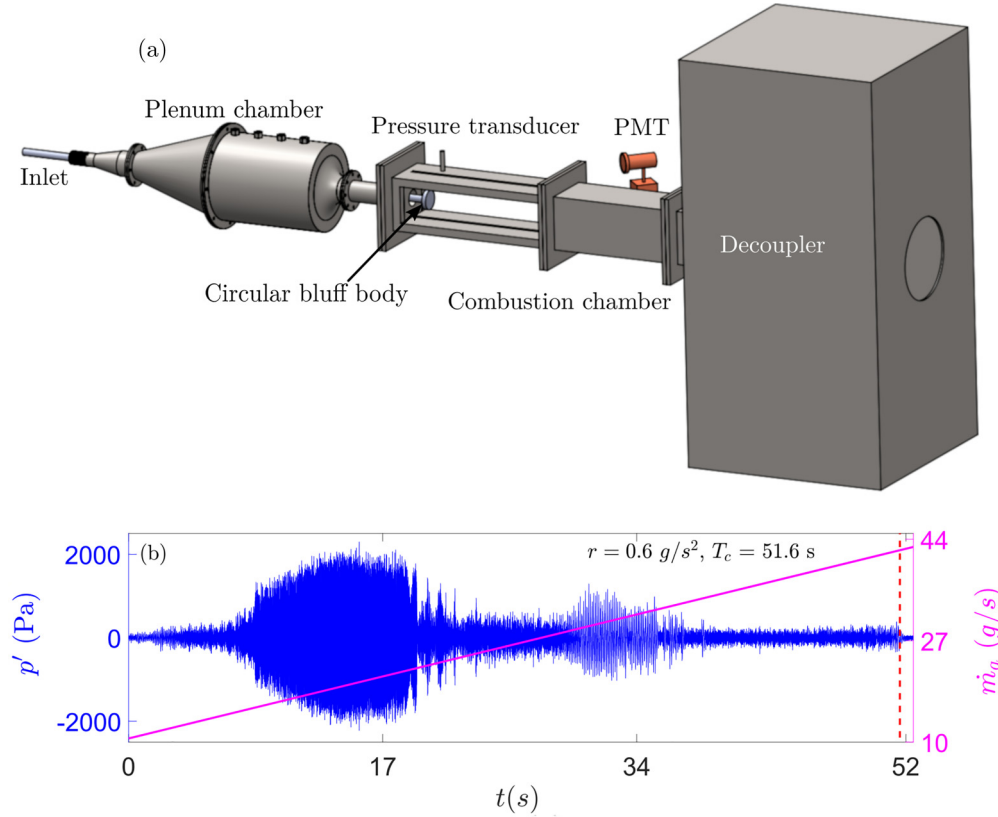 (a)
Plenum chamber
Pressure transducer
PMT
Inlet
Decoupler
Circular bluff body
Combustion chamber
(b)
r = 0.6 g/s², T_c = 51.6 s
2000
0
-2000
p′ (Pa)
44
27
10
ṁ_a (g/s)
0 17 34 52
t(s)